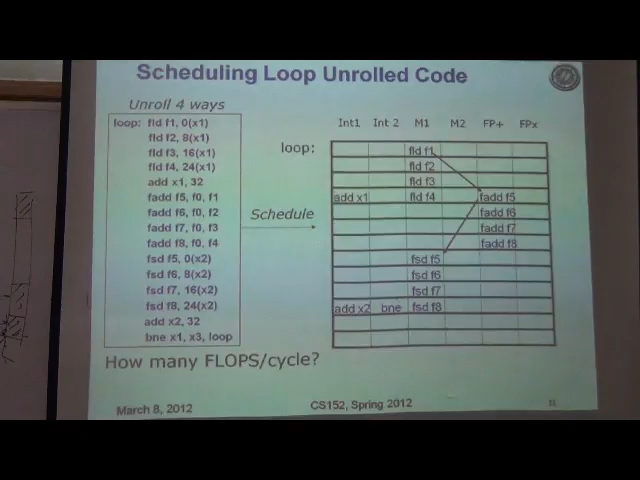 Scheduling Loop Unrolled Code
Unroll 4 ways
loop: fld f1, 0(x1)
fld f2, 8(x1)
fld f3, 16(x1)
fld f4, 24(x1)
add x1, 32
fadd f5, f0, f1
fadd f6, f0, f2
fadd f7, f0, f3
fadd f8, f0, f4
fsd f5, 0(x2)
fsd f6, 8(x2)
fsd f7, 16(x2)
fsd f8, 24(x2)
add x2, 32
bne x1, x3, loop
Schedule
Int1 Int 2 M1 M2 FP+ FPx
loop: fld f1
fld f2
fld f3
add x1 fld f4 fadd f5
fadd f6
fadd f7
fadd f8
fsd f5
fsd f6
fsd f7
add x2 bne fsd f8
How many FLOPS/cycle?
March 8, 2012 CS152, Spring 2012